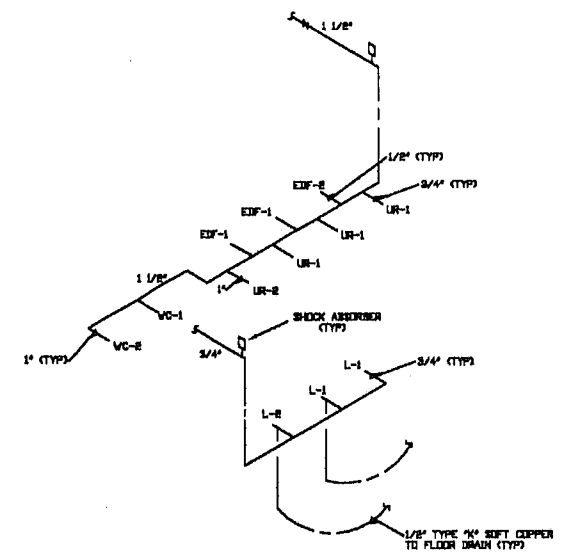 1 1/2"
1/2" (TYP)
EDF-2
3/4" (TYP)
UR-1
EDF-1
UR-1
EDF-1
UR-1
1 1/2"
1"
UR-2
WC-1
SHOCK ABSORBER
(TYP)
WC-2
1" (TYP)
3/4"
L-1
3/4" (TYP)
L-1
L-2
1/2" TYPE "K" SOFT COPPER
TO FLOOR DRAIN (TYP)